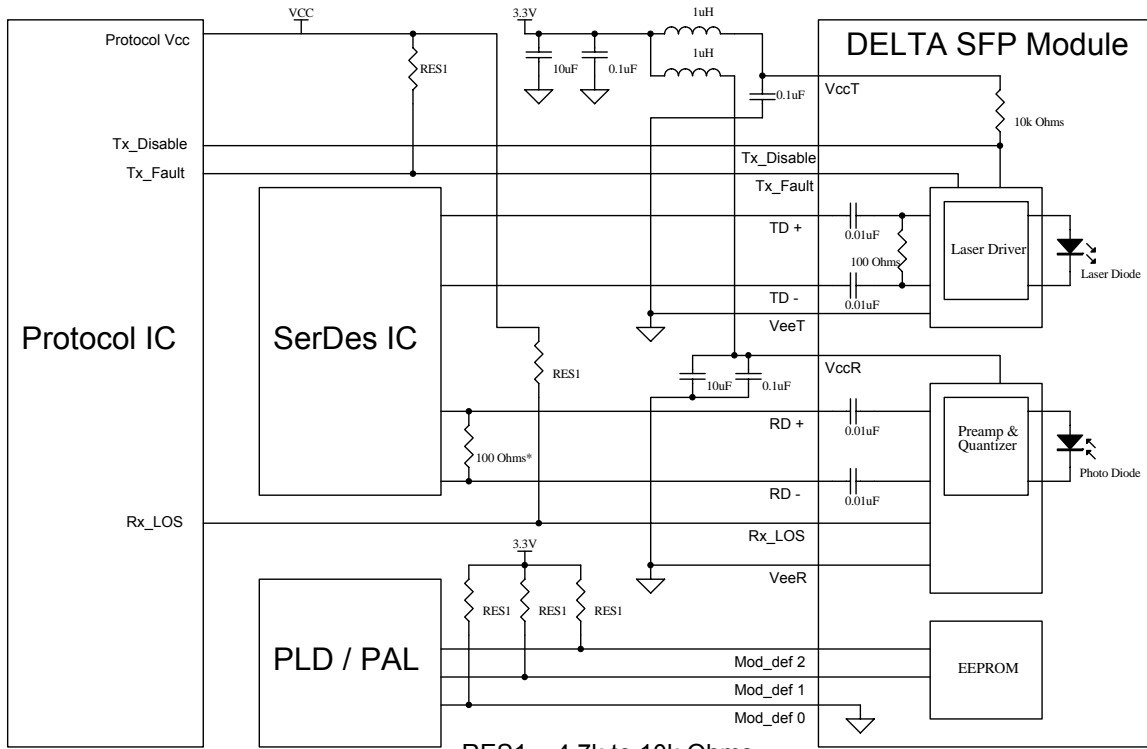 VCC
3.3V
1uH
DELTA SFP Module
Protocol Vcc
RES1
10uF
0.1uF
1uH
0.1uF
VccT
10k Ohms
Tx_Disable
Tx_Disable
Tx_Fault
Tx_Fault
TD +
0.01uF
100 Ohms
Laser Driver
Laser Diode
TD -
0.01uF
VeeT
Protocol IC
SerDes IC
RES1
10uF
0.1uF
VccR
RD +
0.01uF
Preamp &
Quantizer
100 Ohms*
Photo Diode
RD -
0.01uF
Rx_LOS
Rx_LOS
3.3V
VeeR
RES1
RES1
RES1
PLD / PAL
Mod_def 2
EEPROM
Mod_def 1
Mod_def 0